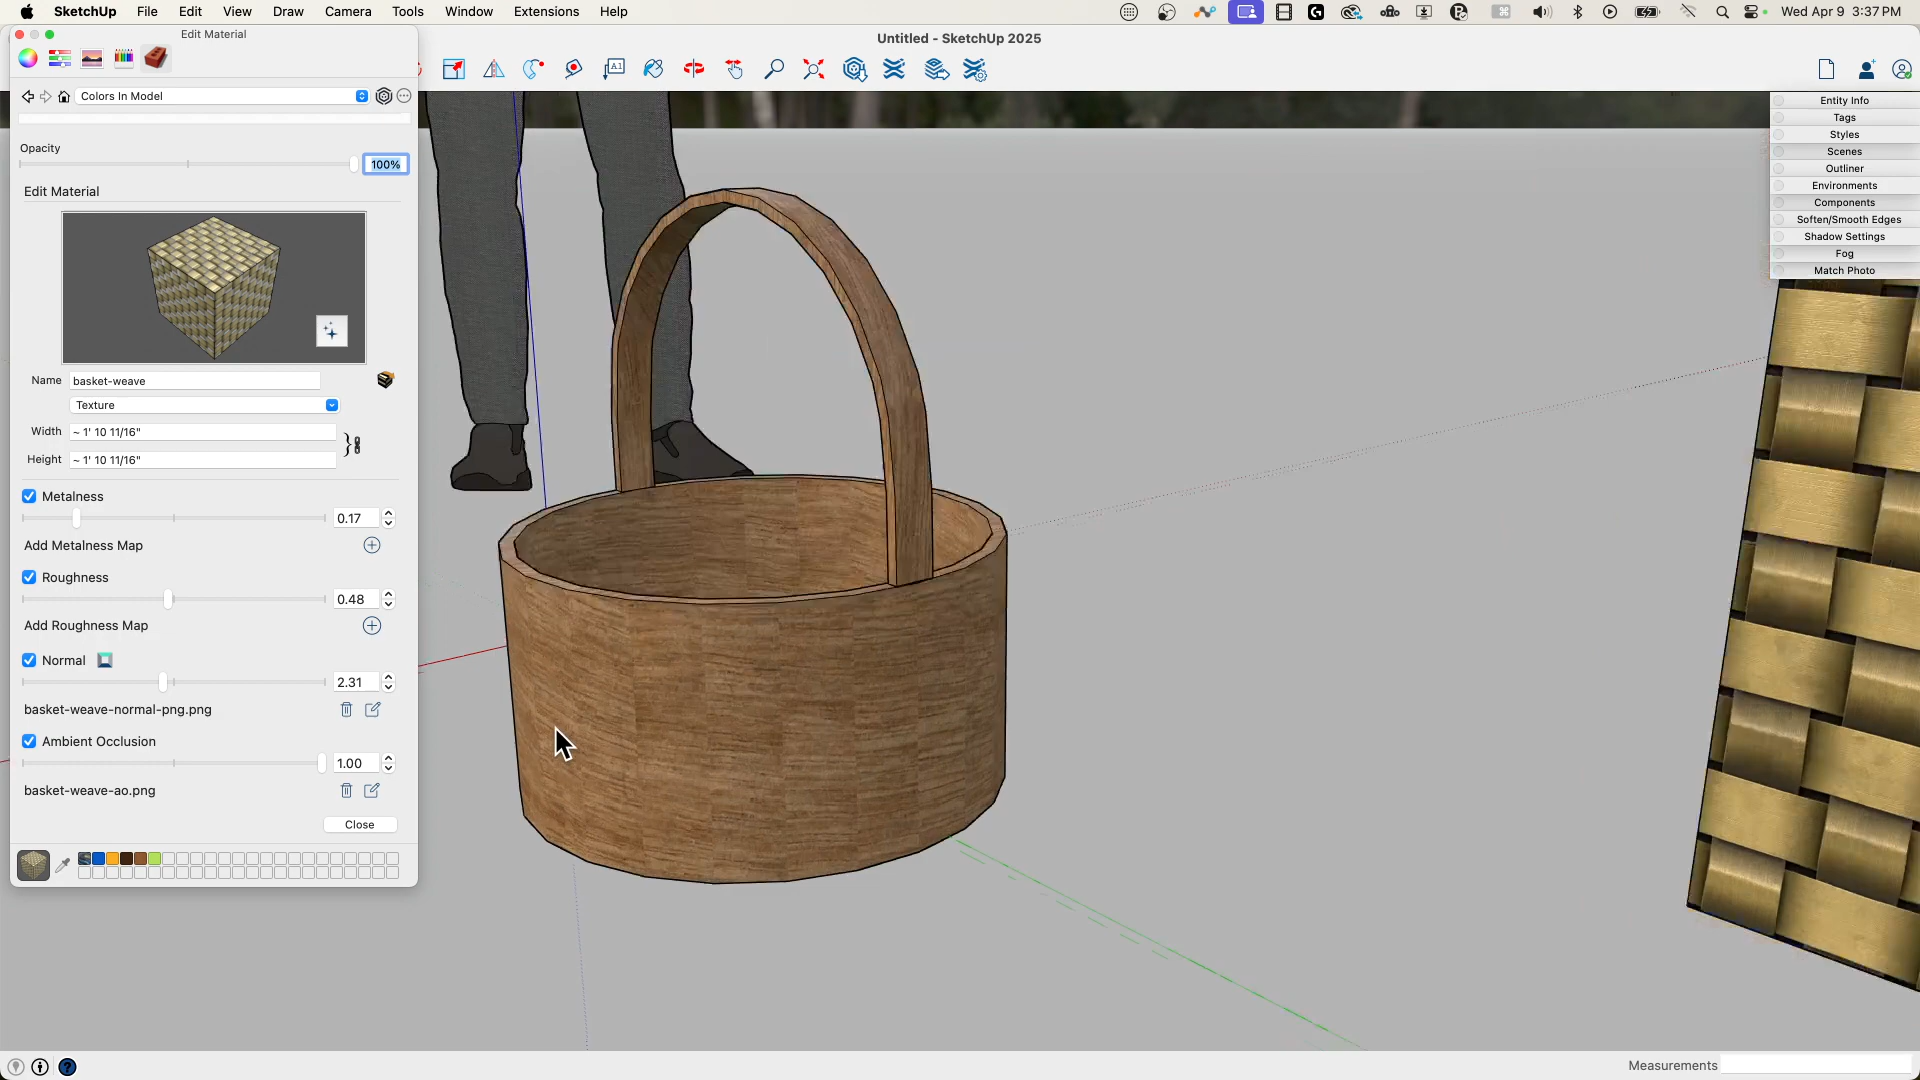 SketchUp File Edit View Draw Camera Tools Window Extensions Help Wed Apr 9 3:37 PM
Edit Material
Untitled - SketchUp 2025
A1
Colors In Model
Opacity
100%
Edit Material
Name basket-weave
Texture
Width ~ 1' 10 11/16"
Height ~ 1' 10 11/16"
Metalness
0.17
Add Metalness Map
Roughness
0.48
Add Roughness Map
Normal
2.31
basket-weave-normal-png.png
Ambient Occlusion
1.00
basket-weave-ao.png
Close
Entity Info
Tags
Styles
Scenes
Outliner
Environments
Components
Soften/Smooth Edges
Shadow Settings
Fog
Match Photo
Measurements